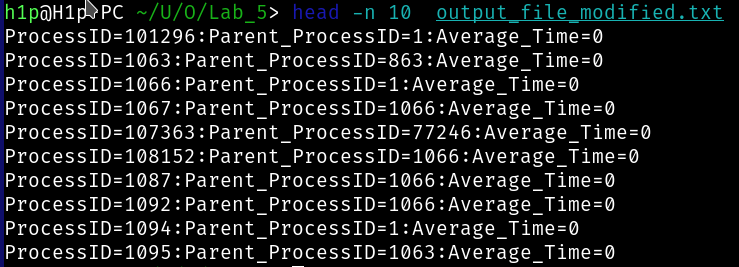 h1p@H1p-PC ~/U/O/Lab_5> head -n 10 output_file_modified.txt
ProcessID=101296:Parent_ProcessID=1:Average_Time=0
ProcessID=1063:Parent_ProcessID=863:Average_Time=0
ProcessID=1066:Parent_ProcessID=1:Average_Time=0
ProcessID=1067:Parent_ProcessID=1066:Average_Time=0
ProcessID=107363:Parent_ProcessID=77246:Average_Time=0
ProcessID=108152:Parent_ProcessID=1066:Average_Time=0
ProcessID=1087:Parent_ProcessID=1066:Average_Time=0
ProcessID=1092:Parent_ProcessID=1066:Average_Time=0
ProcessID=1094:Parent_ProcessID=1:Average_Time=0
ProcessID=1095:Parent_ProcessID=1063:Average_Time=0